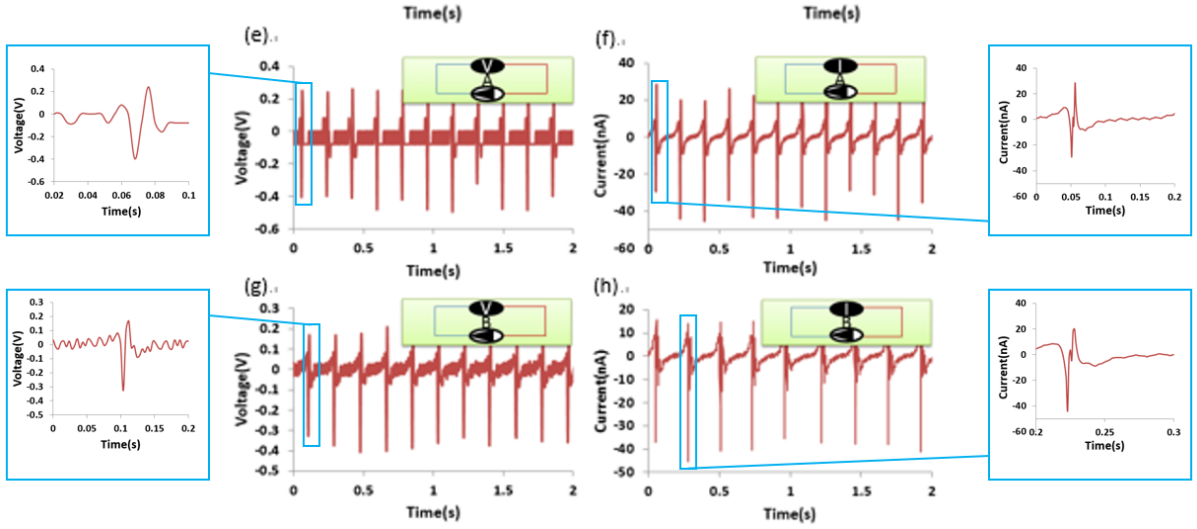 Time(s) Time(s)
(e).
0.4
0.2
0
-0.2
-0.4
-0.6
Voltage(V)
V
0 0.5 1 1.5 2
Time(s)
0.4
0.2
0
-0.2
-0.4
-0.6
Voltage(V)
0.02 0.04 0.06 0.08 0.1
Time(s)
(f).
40
20
0
-20
-40
-60
Current(nA)
I
0 0.5 1 1.5 2
Time(s)
40
20
0
-20
-40
-60
Current(nA)
0 0.05 0.1 0.15 0.2
Time(s)
(g).
0.3
0.2
0.1
0
-0.1
-0.2
-0.3
-0.4
-0.5
Voltage(V)
V
0 0.5 1 1.5 2
Time(s)
0.3
0.2
0.1
0
-0.1
-0.2
-0.3
-0.4
-0.5
Voltage(V)
0 0.05 0.1 0.15 0.2
Time(s)
(h).
20
10
0
-10
-20
-30
-40
-50
Current(nA)
I
0 0.5 1 1.5 2
Time(s)
40
20
0
-20
-40
-60
Current(nA)
0.2 0.25 0.3
Time(s)